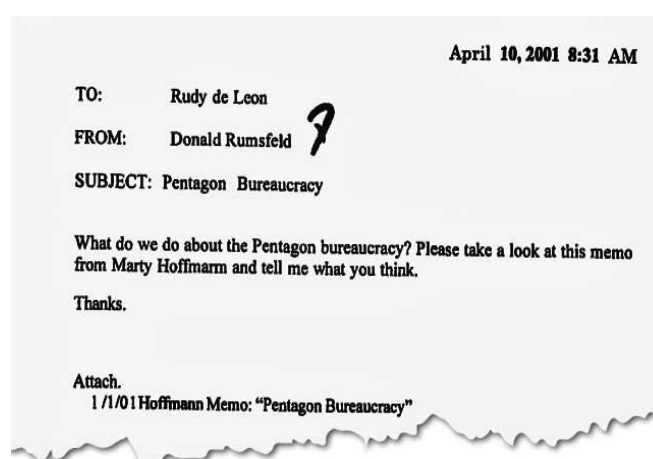 April 10, 2001 8:31 AM
TO: Rudy de Leon
FROM: Donald Rumsfeld
SUBJECT: Pentagon Bureaucracy
What do we do about the Pentagon bureaucracy? Please take a look at this memo
from Marty Hoffmarm and tell me what you think.
Thanks.
Attach.
1/1/01 Hoffmann Memo: “Pentagon Bureaucracy”